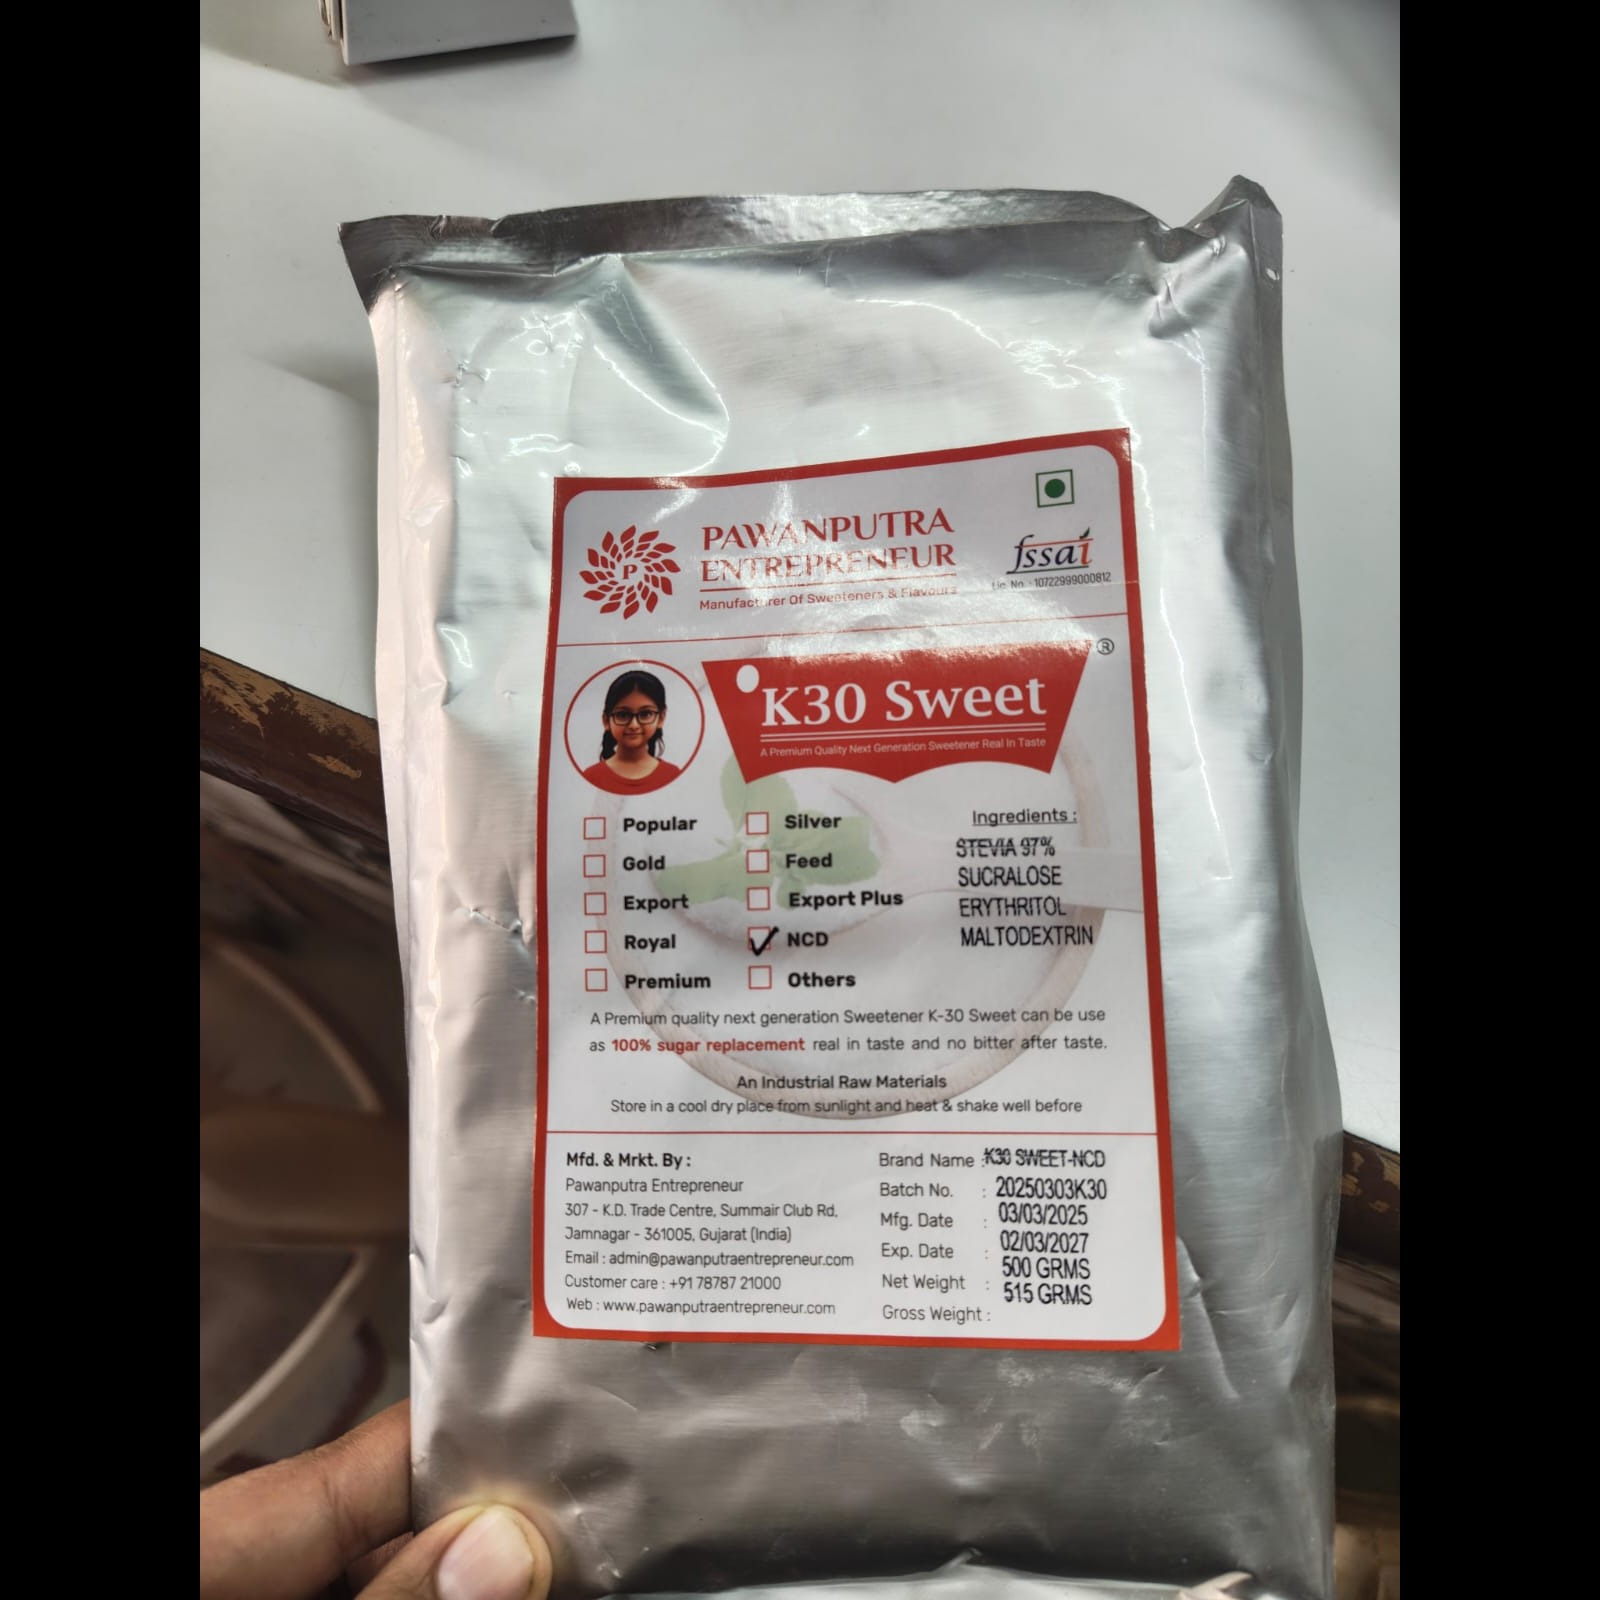 PAWANPUTRA
ENTREPRENEUR
Manufacturer Of Sweeteners & Flavours
P
fssai
Lic. No. : 10722999000812
K30 Sweet ®
A Premium Quality Next Generation Sweetener Real In Taste
Popular
Gold
Export
Royal
Premium
Silver
Feed
Export Plus
NCD
Others
Ingredients :
STEVIA 97%
SUCRALOSE
ERYTHRITOL
MALTODEXTRIN
A Premium quality next generation Sweetener K-30 Sweet can be use
as 100% sugar replacement real in taste and no bitter after taste.
An Industrial Raw Materials
Store in a cool dry place from sunlight and heat & shake well before
Mfd. & Mrkt. By :
Pawanputra Entrepreneur
307 - K.D. Trade Centre, Summair Club Rd,
Jamnagar - 361005, Gujarat (India)
Email : admin@pawanputraentrepreneur.com
Customer care : +91 78787 21000
Web : www.pawanputraentrepreneur.com
Brand Name : K30 SWEET-NCD
Batch No. : 20250303K30
Mfg. Date : 03/03/2025
Exp. Date : 02/03/2027
Net Weight : 500 GRMS
Gross Weight : 515 GRMS